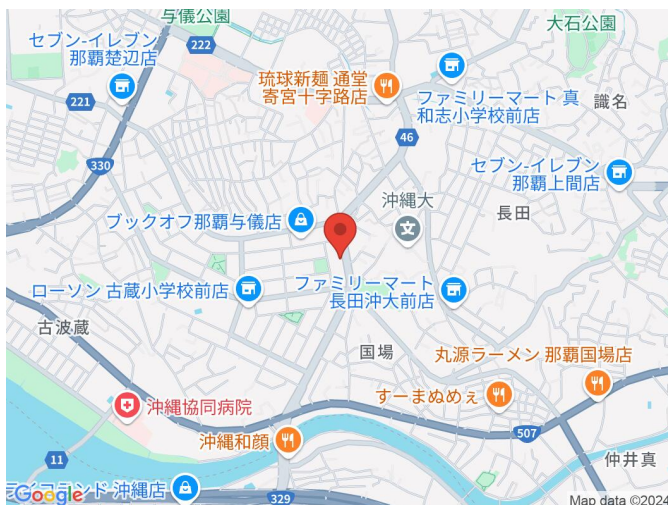 与儀公園
大石公園
セブン-イレブン
那覇楚辺店
222
琉球新麺 通堂
寄宮十字路店
ファミリーマート 真
和志小学校前店
識名
221
46
330
セブン-イレブン
那覇上間店
ブックオフ那覇与儀店
沖縄大
長田
ローソン 古蔵小学校前店
ファミリーマート
長田沖大前店
古波蔵
国場
丸源ラーメン 那覇国場店
すーまぬめぇ
沖縄協同病院
沖縄和顔
507
11
仲井真
ライフランド 沖縄店
Google
329
Map data ©2024